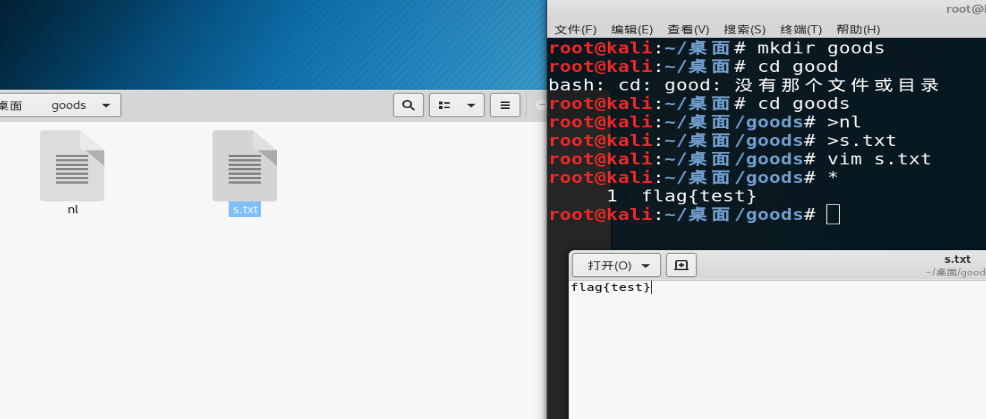 root@k
文件(F) 编辑(E) 查看(V) 搜索(S) 终端(T) 帮助(H)
root@kali:~/桌面# mkdir goods
root@kali:~/桌面# cd good
bash: cd: good: 没有那个文件或目录
root@kali:~/桌面# cd goods
root@kali:~/桌面/goods# >nl
root@kali:~/桌面/goods# >s.txt
root@kali:~/桌面/goods# vim s.txt
root@kali:~/桌面/goods# *
1 flag{test}
root@kali:~/桌面/goods#
桌面 goods
nl
s.txt
打开(O)
s.txt
~/桌面/good
flag{test}